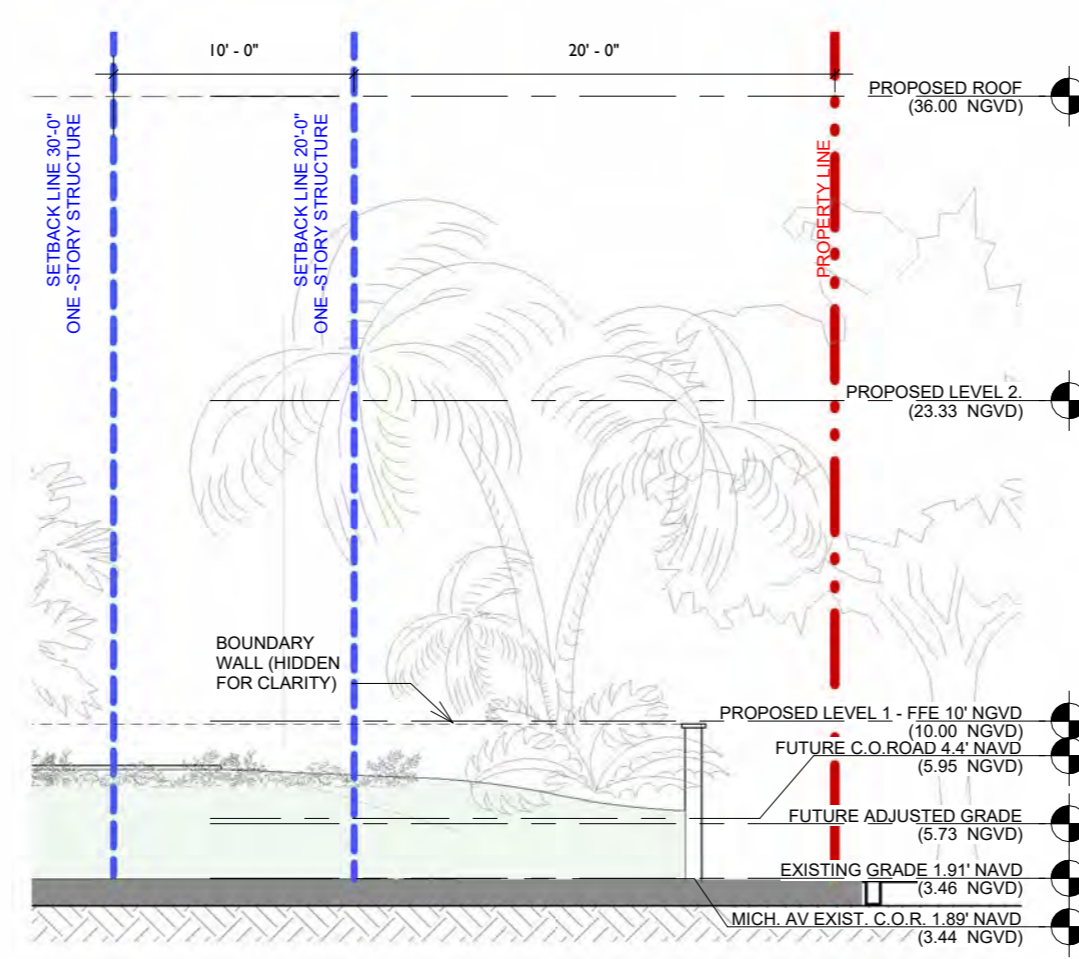 10' - 0"
20' - 0"
PROPOSED ROOF
(36.00 NGVD)
SETBACK LINE 30'-0"
ONE -STORY STRUCTURE
SETBACK LINE 20'-0"
ONE -STORY STRUCTURE
PROPERTY LINE
PROPOSED LEVEL 2.
(23.33 NGVD)
BOUNDARY
WALL (HIDDEN
FOR CLARITY)
PROPOSED LEVEL 1 - FFE 10' NGVD
(10.00 NGVD)
FUTURE C.O.ROAD 4.4' NAVD
(5.95 NGVD)
FUTURE ADJUSTED GRADE
(5.73 NGVD)
EXISTING GRADE 1.91' NAVD
(3.46 NGVD)
MICH. AV EXIST. C.O.R. 1.89' NAVD
(3.44 NGVD)